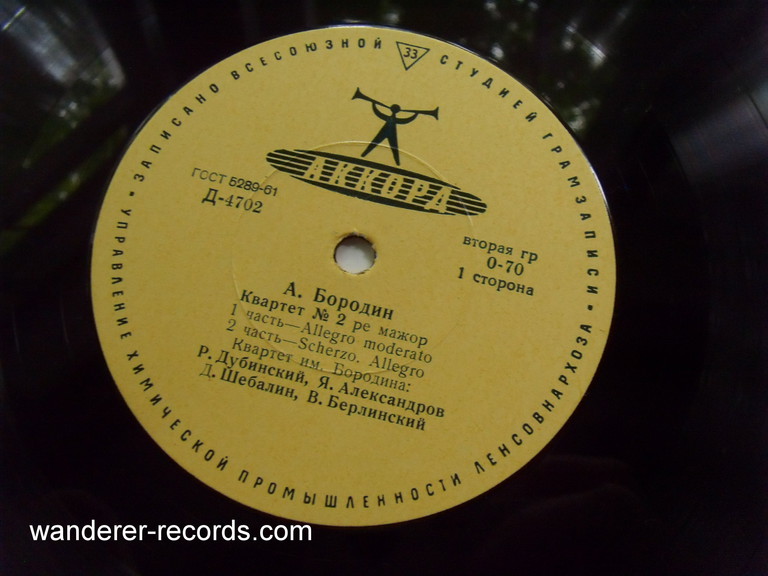 УПРАВЛЕНИЕ ХИМИЧЕСКОЙ ПРОМЫШЛЕННОСТИ ЛЕНСОВНАРХОЗА • ЗАПИСАНО ВСЕСОЮЗНОЙ 33 СТУДИЕЙ ГРАМЗАПИСИ •
АККОРД
ГОСТ 5289-61
Д-4702
вторая гр
0-70
1 сторона
А. Бородин
Квартет № 2 ре мажор
1 часть—Allegro moderato
2 часть—Scherzo. Allegro
Квартет им. Бородина:
Р. Дубинский, Я. Александров
Д. Шебалин, В. Берлинский
wanderer-records.com